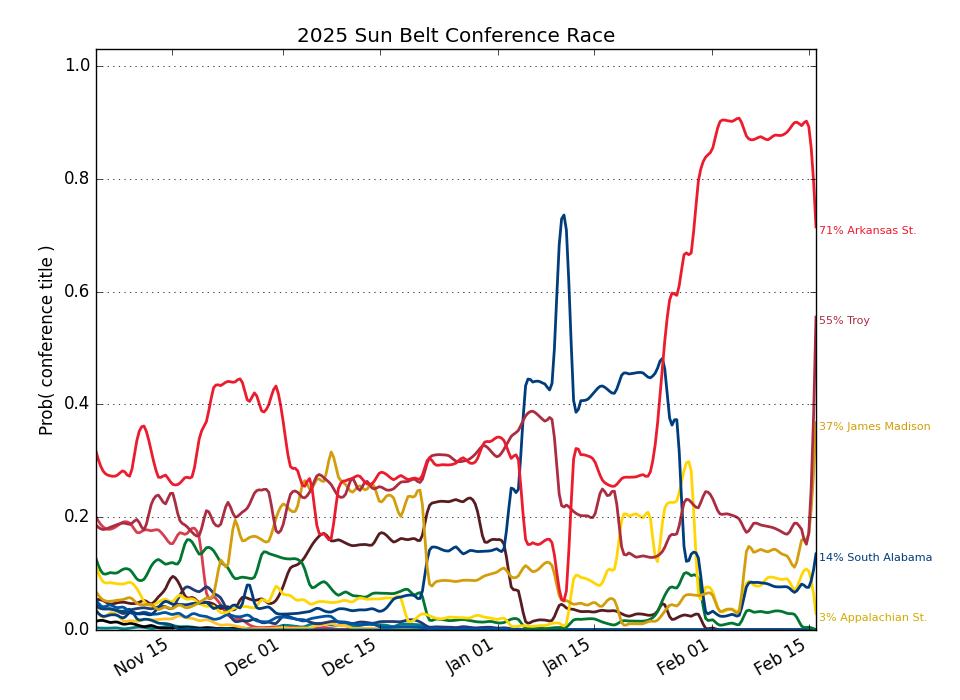 2025 Sun Belt Conference Race
Prob( conference title )
1.0
0.8
0.6
0.4
0.2
0.0
71% Arkansas St.
55% Troy
37% James Madison
14% South Alabama
3% Appalachian St.
Nov 15
Dec 01
Dec 15
Jan 01
Jan 15
Feb 01
Feb 15